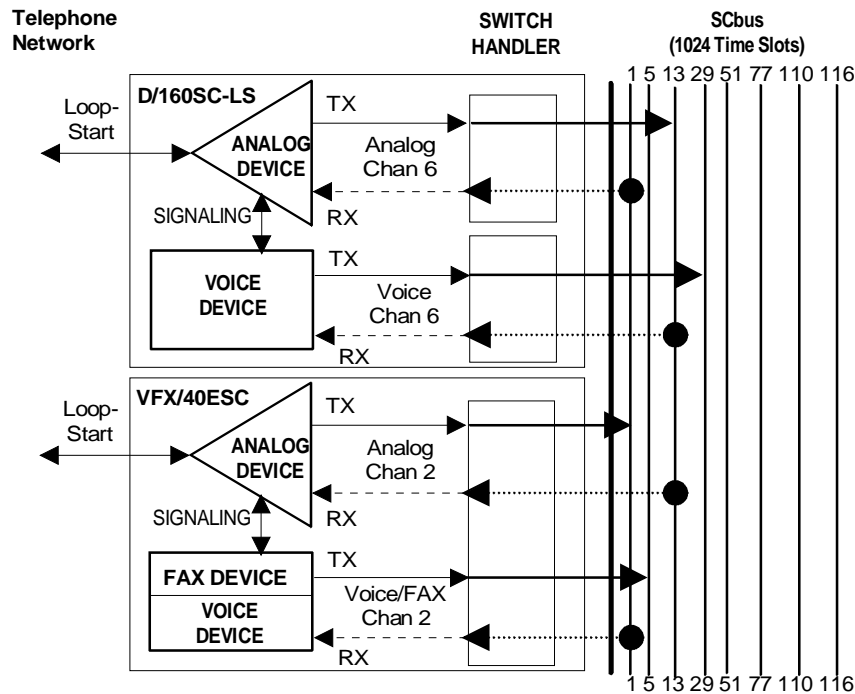 Telephone
Network
SWITCH
HANDLER
SCbus
(1024 Time Slots)
1 5 13 29 51 77 110 116
D/160SC-LS
Loop-
Start
ANALOG
DEVICE
TX
Analog
Chan 6
RX
SIGNALING
VOICE
DEVICE
TX
Voice
Chan 6
RX
VFX/40ESC
Loop-
Start
ANALOG
DEVICE
TX
Analog
Chan 2
RX
SIGNALING
FAX DEVICE
VOICE
DEVICE
TX
Voice/FAX
Chan 2
RX
1 5 13 29 51 77 110 116